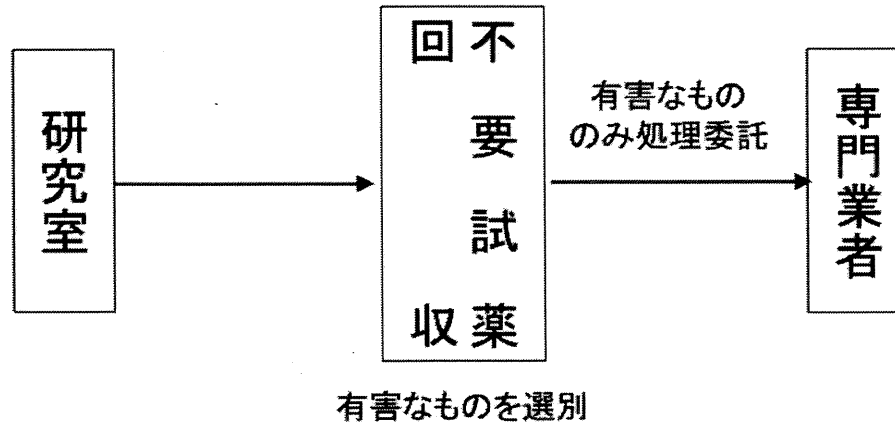 研究室
不要試薬
回収
有害なもの
のみ処理委託
専門業者
有害なものを選別